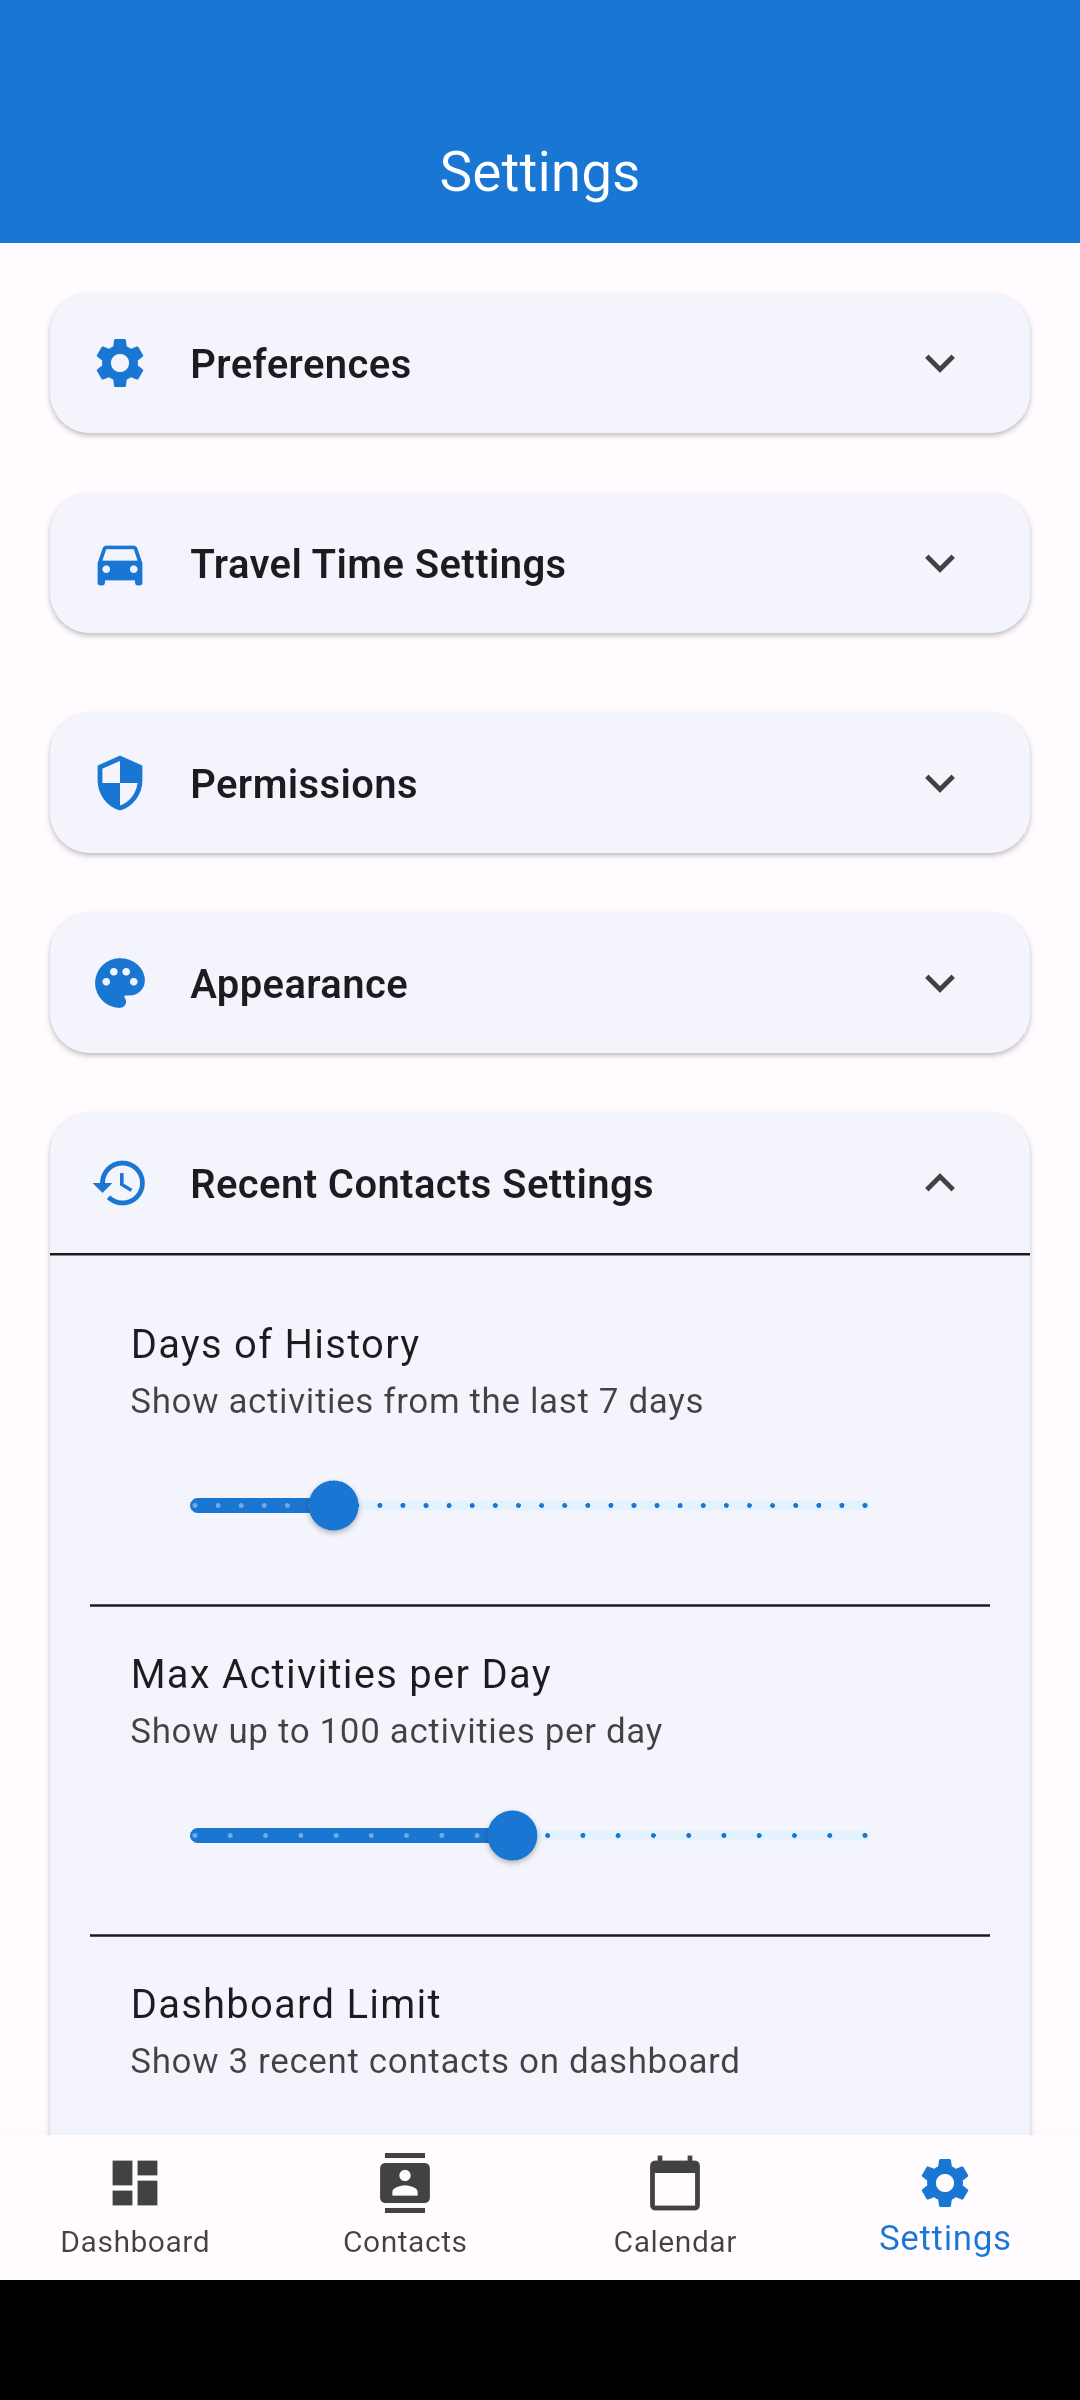 Settings
Preferences
Travel Time Settings
Permissions
Appearance
Recent Contacts Settings
Days of History
Show activities from the last 7 days
Max Activities per Day
Show up to 100 activities per day
Dashboard Limit
Show 3 recent contacts on dashboard
Dashboard
Contacts
Calendar
Settings